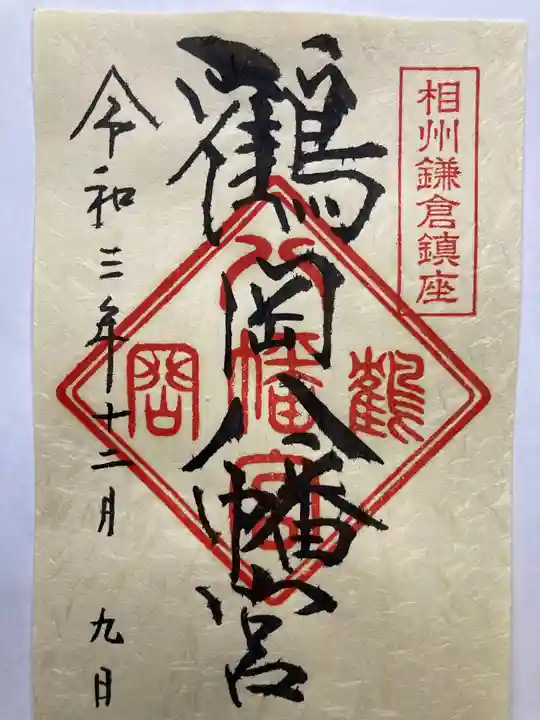 相州鎌倉鎮座
鶴岡八幡宮
鶴
八幡宮
岡
令和三年十二月 九日